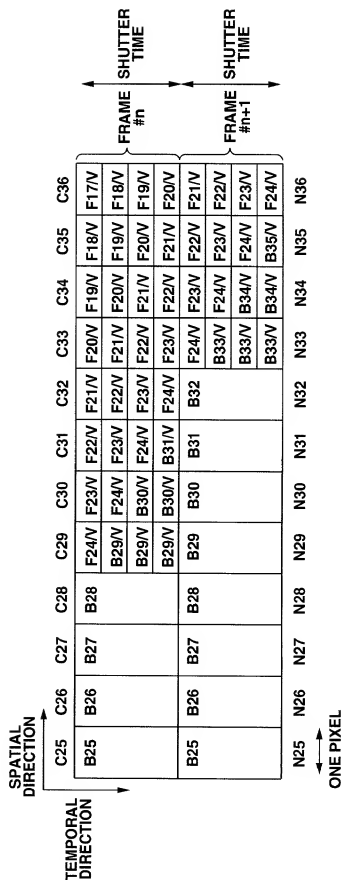 SPATIAL
DIRECTION
TEMPORAL
DIRECTION
C25 C26 C27 C28 C29 C30 C31 C32 C33 C34 C35 C36
B25 B26 B27 B28 F24/V F23/V F22/V F21/V F20/V F19/V F18/V F17/V
B29/V F24/V F23/V F22/V F21/V F20/V F19/V F18/V
B29/V B30/V F24/V F23/V F22/V F21/V F20/V F19/V
B29/V B30/V B31/V F24/V F23/V F22/V F21/V F20/V
FRAME
#n
SHUTTER
TIME
B25 B26 B27 B28 B29 B30 B31 B32 F24/V F23/V F22/V F21/V
B33/V F24/V F23/V F22/V
B33/V B34/V F24/V F23/V
B33/V B34/V B35/V F24/V
FRAME
#n+1
SHUTTER
TIME
N25 N26 N27 N28 N29 N30 N31 N32 N33 N34 N35 N36
ONE PIXEL